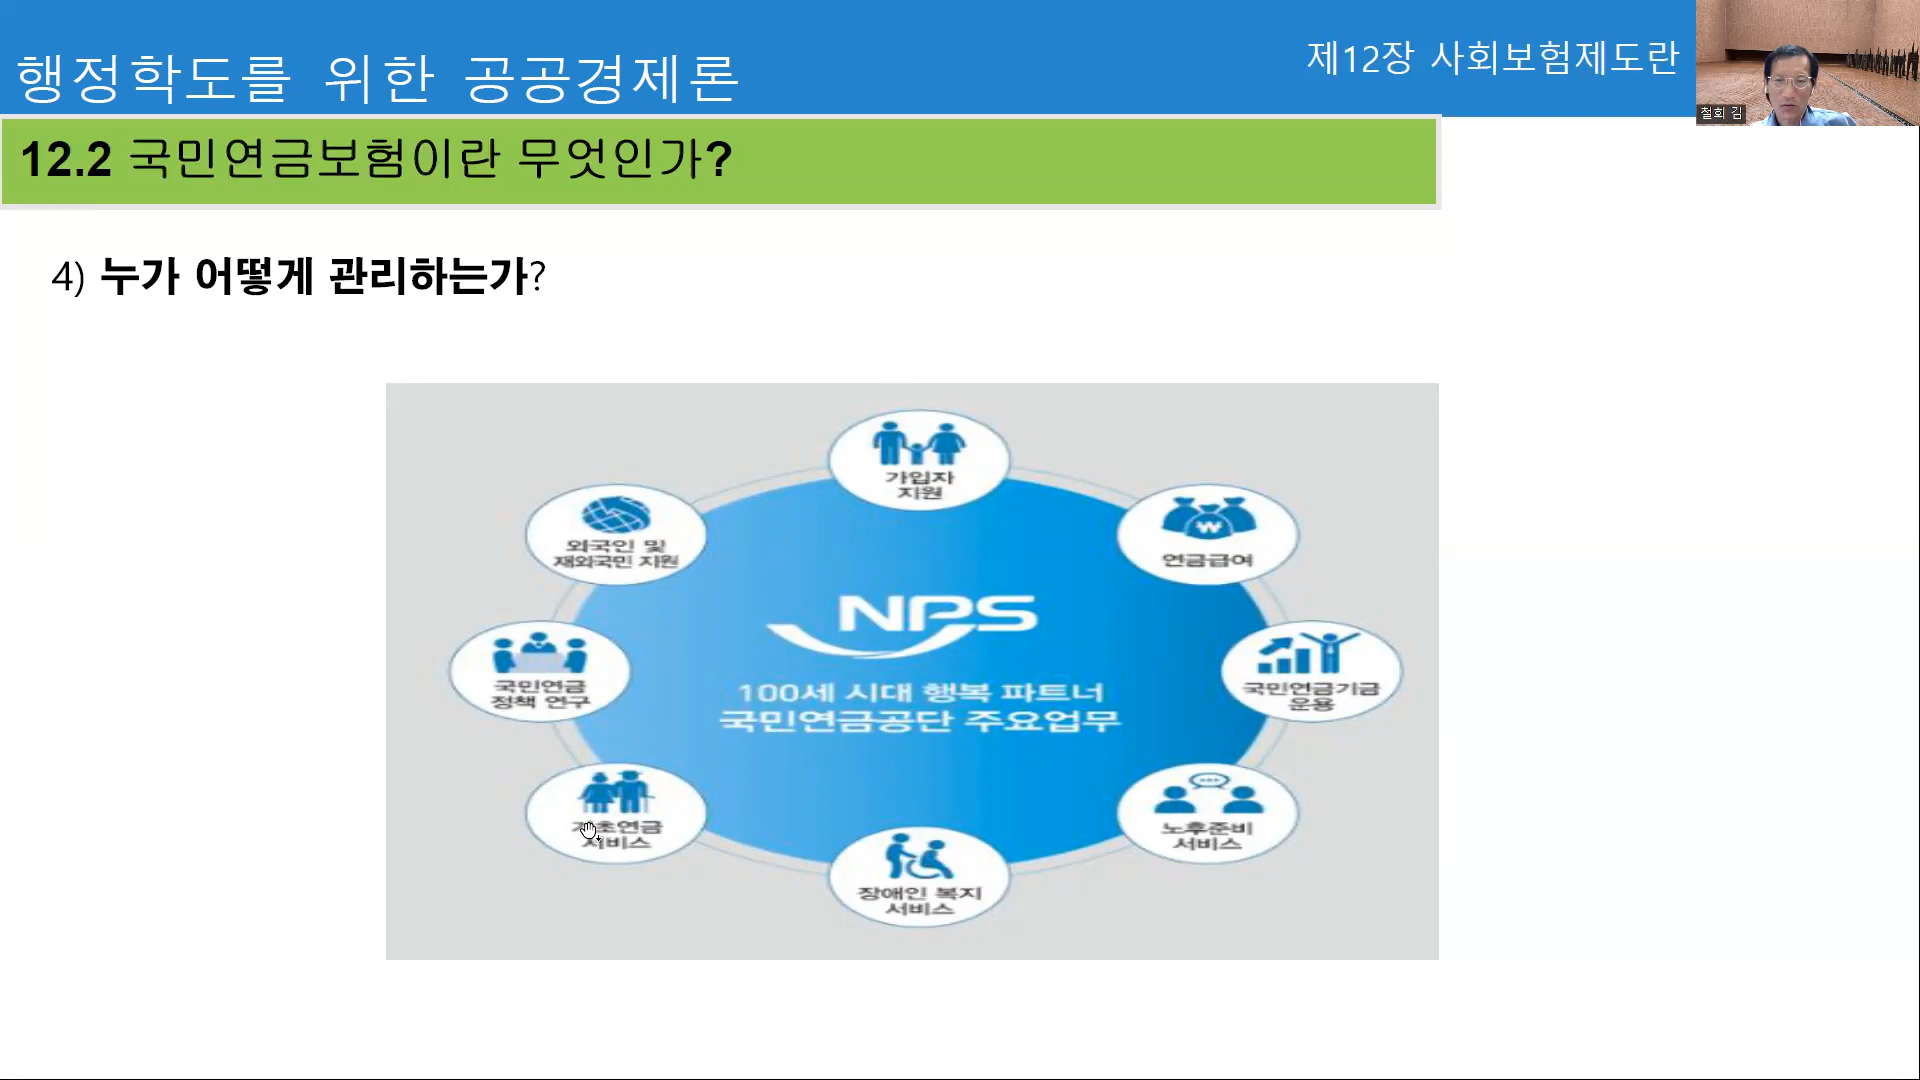 행정학도를 위한 공공경제론
제12장 사회보험제도란
철희 김
12.2 국민연금보험이란 무엇인가?
4) 누가 어떻게 관리하는가?
가입자
지원
외국인 및
재외국민 지원
연금급여
NPS
100세 시대 행복 파트너
국민연금공단 주요업무
국민연금
정책 연구
국민연금기금
운용
기초연금
서비스
노후준비
서비스
장애인 복지
서비스